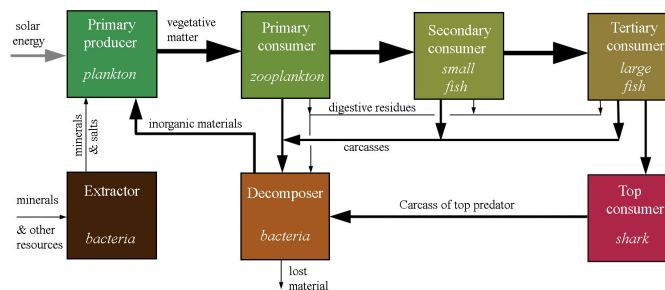 solar
energy
Primary
producer
plankton
vegetative
matter
Primary
consumer
zooplankton
Secondary
consumer
small
fish
Tertiary
consumer
large
fish
digestive residues
minerals
& salts
inorganic materials
carcasses
minerals
& other
resources
Extractor
bacteria
Decomposer
bacteria
Carcass of top predator
Top
consumer
shark
lost
material